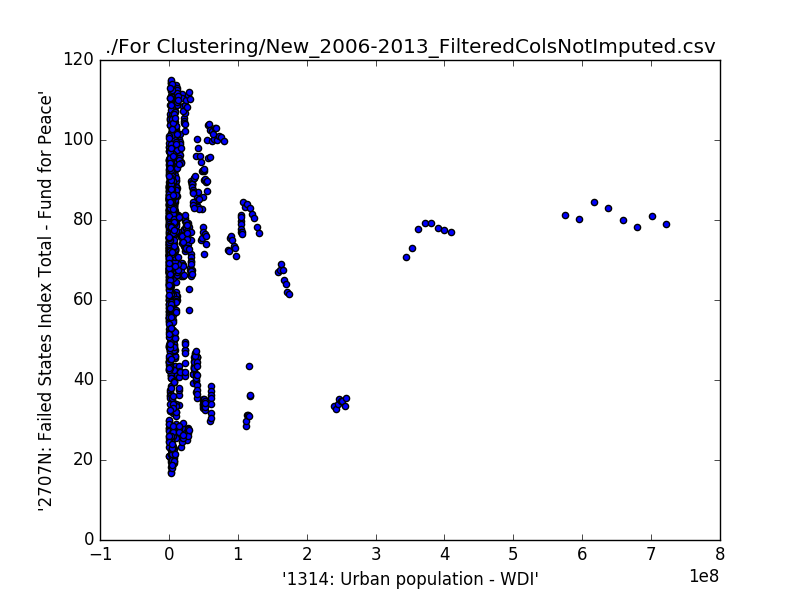 ./For Clustering/New_2006-2013_FilteredColsNotImputed.csv
120
100
80
60
40
20
0
'2707N: Failed States Index Total - Fund for Peace'
−1 0 1 2 3 4 5 6 7 8
1e8
'1314: Urban population - WDI'